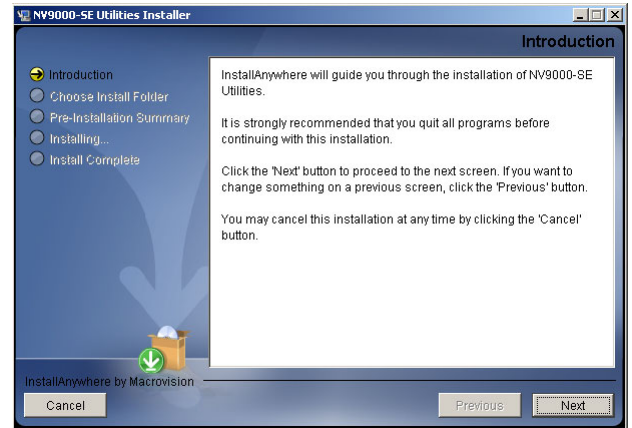 NV9000-SE Utilities Installer
Introduction
Introduction
Choose Install Folder
Pre-Installation Summary
Installing...
Install Complete
InstallAnywhere will guide you through the installation of NV9000-SE
Utilities.
It is strongly recommended that you quit all programs before
continuing with this installation.
Click the 'Next' button to proceed to the next screen. If you want to
change something on a previous screen, click the 'Previous' button.
You may cancel this installation at any time by clicking the 'Cancel'
button.
InstallAnywhere by Macrovision
Cancel
Previous
Next